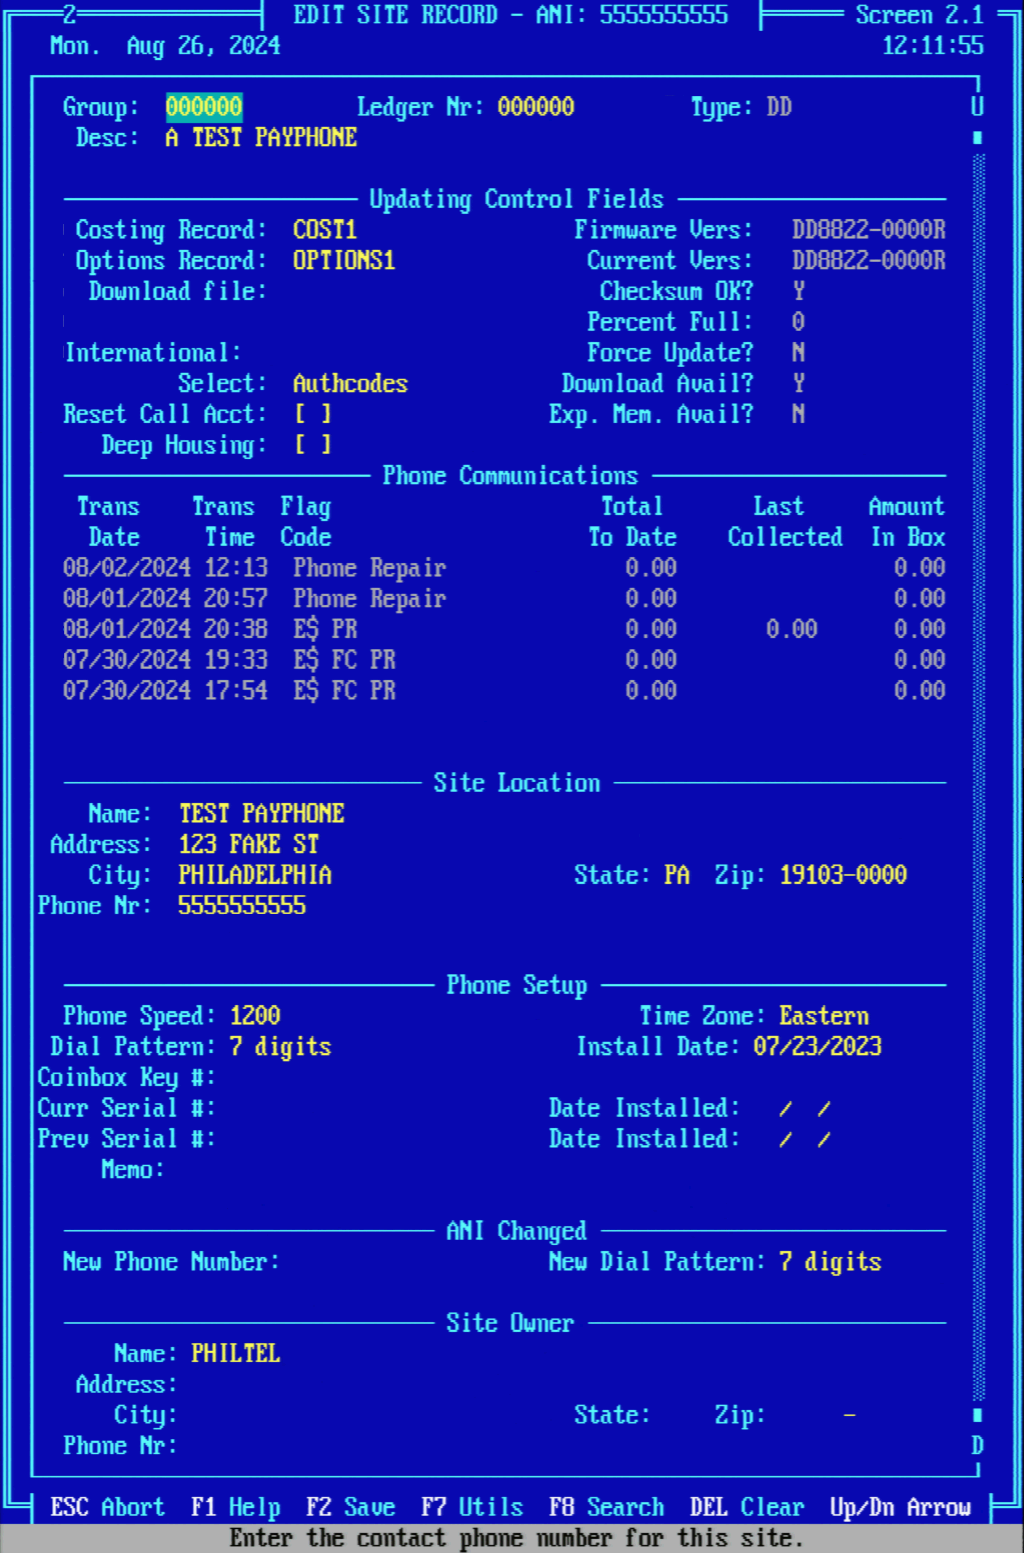 2 EDIT SITE RECORD - ANI: 5555555555 Screen 2.1
Mon. Aug 26, 2024 12:11:55
Group: 000000 Ledger Nr: 000000 Type: DD U
Desc: A TEST PAYPHONE
Updating Control Fields
Costing Record: COST1 Firmware Vers: DD8822-0000R
Options Record: OPTIONS1 Current Vers: DD8822-0000R
Download file: Checksum OK? Y
Percent Full: 0
International: Force Update? N
Select: Authcodes Download Avail? Y
Reset Call Acct: [ ] Exp. Mem. Avail? N
Deep Housing: [ ]
Phone Communications
Trans Trans Flag Total Last Amount
Date Time Code To Date Collected In Box
08/02/2024 12:13 Phone Repair 0.00 0.00
08/01/2024 20:57 Phone Repair 0.00 0.00
08/01/2024 20:38 E$ PR 0.00 0.00 0.00
07/30/2024 19:33 E$ FC PR 0.00 0.00
07/30/2024 17:54 E$ FC PR 0.00 0.00
Site Location
Name: TEST PAYPHONE
Address: 123 FAKE ST
City: PHILADELPHIA State: PA Zip: 19103-0000
Phone Nr: 5555555555
Phone Setup
Phone Speed: 1200 Time Zone: Eastern
Dial Pattern: 7 digits Install Date: 07/23/2023
Coinbox Key #:
Curr Serial #: Date Installed: / /
Prev Serial #: Date Installed: / /
Memo:
ANI Changed
New Phone Number: New Dial Pattern: 7 digits
Site Owner
Name: PHILTEL
Address:
City: State: Zip: -
Phone Nr: D
ESC Abort F1 Help F2 Save F7 Utils F8 Search DEL Clear Up/Dn Arrow
Enter the contact phone number for this site.